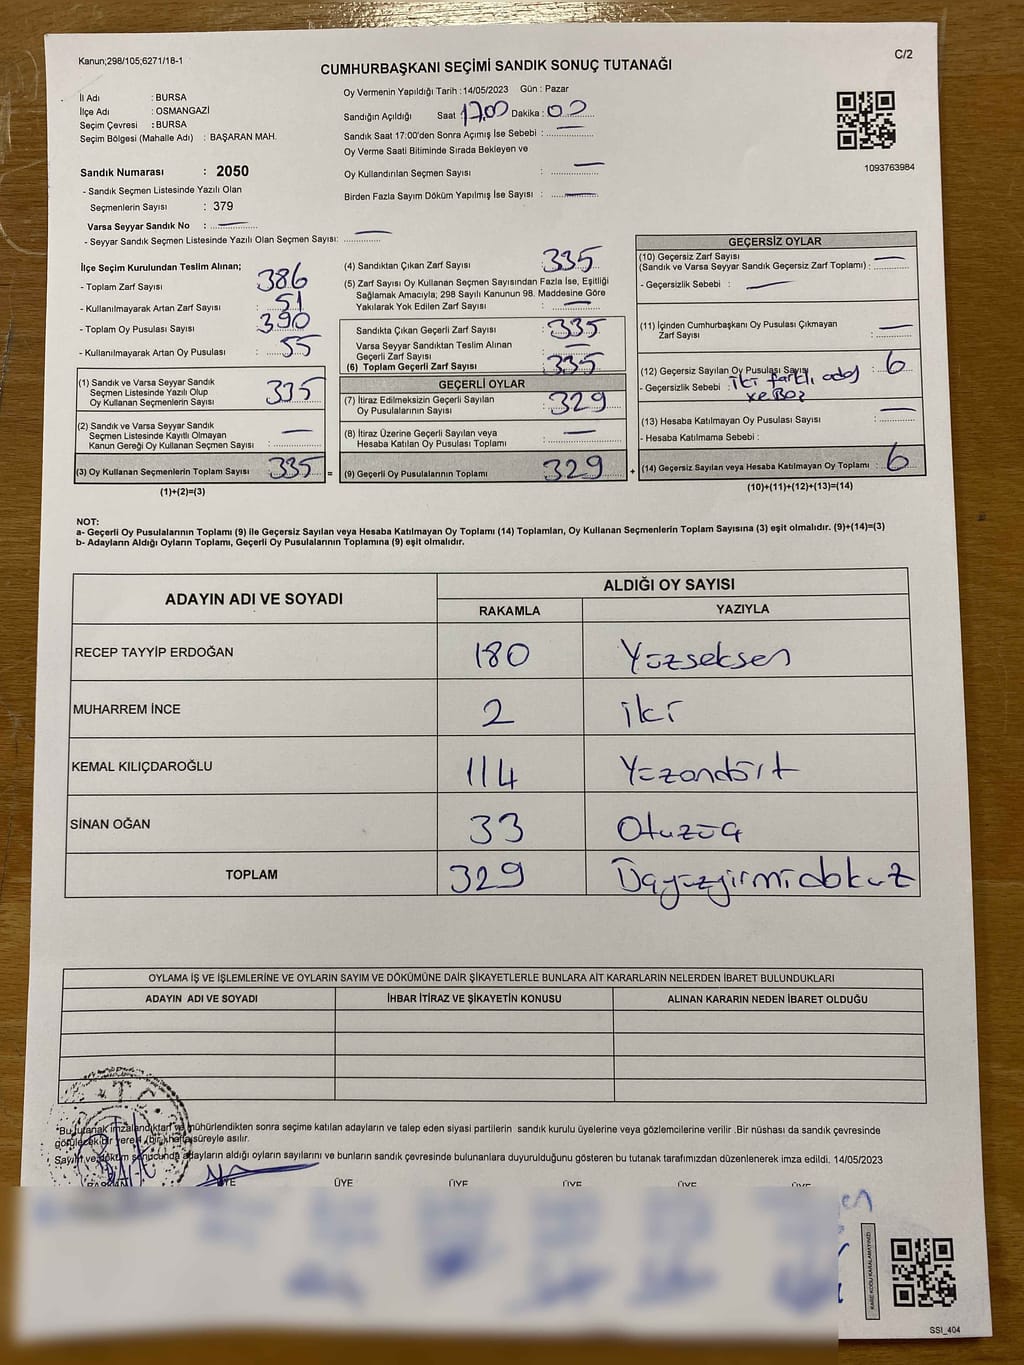 Kanun;298/105;6271/18-1
C/2
CUMHURBAŞKANI SEÇİMİ SANDIK SONUÇ TUTANAĞI
İl Adı : BURSA
İlçe Adı : OSMANGAZİ
Seçim Çevresi : BURSA
Seçim Bölgesi (Mahalle Adı) : BAŞARAN MAH.
Sandık Numarası : 2050
- Sandık Seçmen Listesinde Yazılı Olan
Seçmenlerin Sayısı : 379
Varsa Seyyar Sandık No :
- Seyyar Sandık Seçmen Listesinde Yazılı Olan Seçmen Sayısı:
Oy Vermenin Yapıldığı Tarih : 14/05/2023 Gün : Pazar
Sandığın Açıldığı Saat 17.00 Dakika : 00
Sandık Saat 17:00'den Sonra Açımış İse Sebebi :
Oy Verme Saati Bitiminde Sırada Bekleyen ve
Oy Kullandırılan Seçmen Sayısı :
Birden Fazla Sayım Döküm Yapılmış İse Sayısı :
1093763984
İlçe Seçim Kurulundan Teslim Alınan;
- Toplam Zarf Sayısı : 386
- Kullanılmayarak Artan Zarf Sayısı : 51
- Toplam Oy Pusulası Sayısı : 390
- Kullanılmayarak Artan Oy Pusulası : 55
(1) Sandık ve Varsa Seyyar Sandık
Seçmen Listesinde Yazılı Olup
Oy Kullanan Seçmenlerin Sayısı : 335
(2) Sandık ve Varsa Seyyar Sandık
Seçmen Listesinde Kayıtlı Olmayan
Kanun Gereği Oy Kullanan Seçmen Sayısı :
(3) Oy Kullanan Seçmenlerin Toplam Sayısı : 335 =
(1)+(2)=(3)
(4) Sandıktan Çıkan Zarf Sayısı : 335
(5) Zarf Sayısı Oy Kullanan Seçmen Sayısından Fazla İse, Eşitliği
Sağlamak Amacıyla; 298 Sayılı Kanunun 98. Maddesine Göre
Yakılarak Yok Edilen Zarf Sayısı :
Sandıkta Çıkan Geçerli Zarf Sayısı : 335
Varsa Seyyar Sandıktan Teslim Alınan
Geçerli Zarf Sayısı :
(6) Toplam Geçerli Zarf Sayısı : 335
GEÇERLİ OYLAR
(7) İtiraz Edilmeksizin Geçerli Sayılan
Oy Pusulalarının Sayısı : 329
(8) İtiraz Üzerine Geçerli Sayılan veya
Hesaba Katılan Oy Pusulası Toplamı :
(9) Geçerli Oy Pusulalarının Toplamı 329 +
GEÇERSİZ OYLAR
(10) Geçersiz Zarf Sayısı
(Sandık ve Varsa Seyyar Sandık Geçersiz Zarf Toplamı) :
- Geçersizlik Sebebi :
(11) İçinden Cumhurbaşkanı Oy Pusulası Çıkmayan
Zarf Sayısı :
(12) Geçersiz Sayılan Oy Pusulası Sayısı : 6
- Geçersizlik Sebebi : iki farklı
(13) Hesaba Katılmayan Oy Pusulası Sayısı :
- Hesaba Katılmama Sebebi :
(14) Geçersiz Sayılan veya Hesaba Katılmayan Oy Toplamı : 6
(10)+(11)+(12)+(13)=(14)
NOT:
a- Geçerli Oy Pusulalarının Toplamı (9) ile Geçersiz Sayılan veya Hesaba Katılmayan Oy Toplamı (14) Toplamları, Oy Kullanan Seçmenlerin Toplam Sayısına (3) eşit olmalıdır. (9)+(14)=(3)
b- Adayların Aldığı Oyların Toplamı, Geçerli Oy Pusulalarının Toplamına (9) eşit olmalıdır.
ADAYIN ADI VE SOYADI
ALDIĞI OY SAYISI
RAKAMLA YAZIYLA
RECEP TAYYİP ERDOĞAN 180 Yüzseksen
MUHARREM İNCE 2 iki
KEMAL KILIÇDAROĞLU 114 Yüzondört
SİNAN OĞAN 33 Otuzüç
TOPLAM 329 Üçyüzyirmidokuz
OYLAMA İŞ VE İŞLEMLERİNE VE OYLARIN SAYIM VE DÖKÜMÜNE DAİR ŞİKAYETLERLE BUNLARA AİT KARARLARIN NELERDEN İBARET BULUNDUKLARI
ADAYIN ADI VE SOYADI İHBAR İTİRAZ VE ŞİKAYETİN KONUSU ALINAN KARARIN NEDEN İBARET OLDUĞU
T.C.
*Bu tutanak imzalandıktan ve mühürlendikten sonra seçime katılan adayların ve talep eden siyasi partilerin sandık kurulu üyelerine veya gözlemcilerine verilir .Bir nüshası da sandık çevresinde
görülecek bir yere 1 (bir) hafta süreyle asılır.
Sayım ve döküm sonucunda adayların aldığı oyların sayılarını ve bunların sandık çevresinde bulunanlara duyurulduğunu gösteren bu tutanak tarafımızdan düzenlenerek imza edildi. 14/05/2023
BAŞKAN ÜYE ÜYE ÜYE ÜYE ÜYE ÜYE
KARE KODU KARALAMAYINIZ!
SSI_404